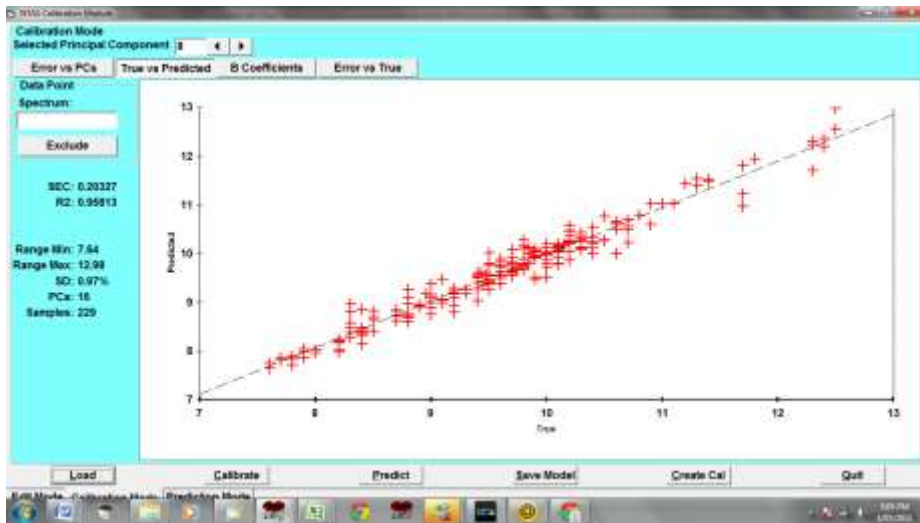 Calibration Mode
Selected Principal Component 8
Error vs PCs True vs Predicted B Coefficients Error vs True
Data Point
Spectrum:
Exclude
SEC: 0.20327
R2: 0.95813
Range Min: 7.64
Range Max: 12.98
SD: 0.97%
PCs: 16
Samples: 229
13
12
11
10
9
8
7
Predicted
7 8 9 10 11 12 13
True
Load Calibrate Predict Save Model Create Cal Quit
Edit Mode Calibration Mode Prediction Mode